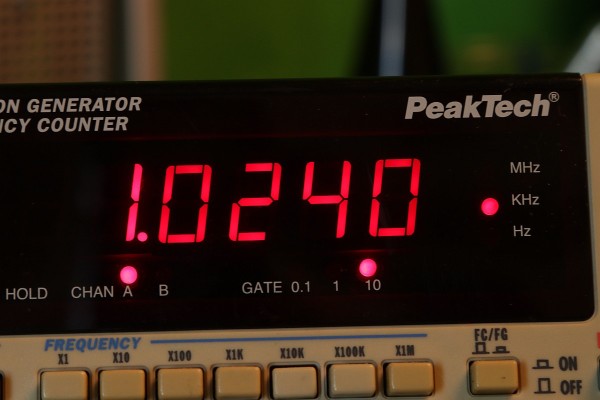 ON GENERATOR
CY COUNTER
PeakTech®
1.0240
MHz
KHz
Hz
HOLD CHAN A B GATE 0.1 1 10
FREQUENCY
X1 X10 X100 X1K X10K X100K X1M
FC/FG
ON
OFF